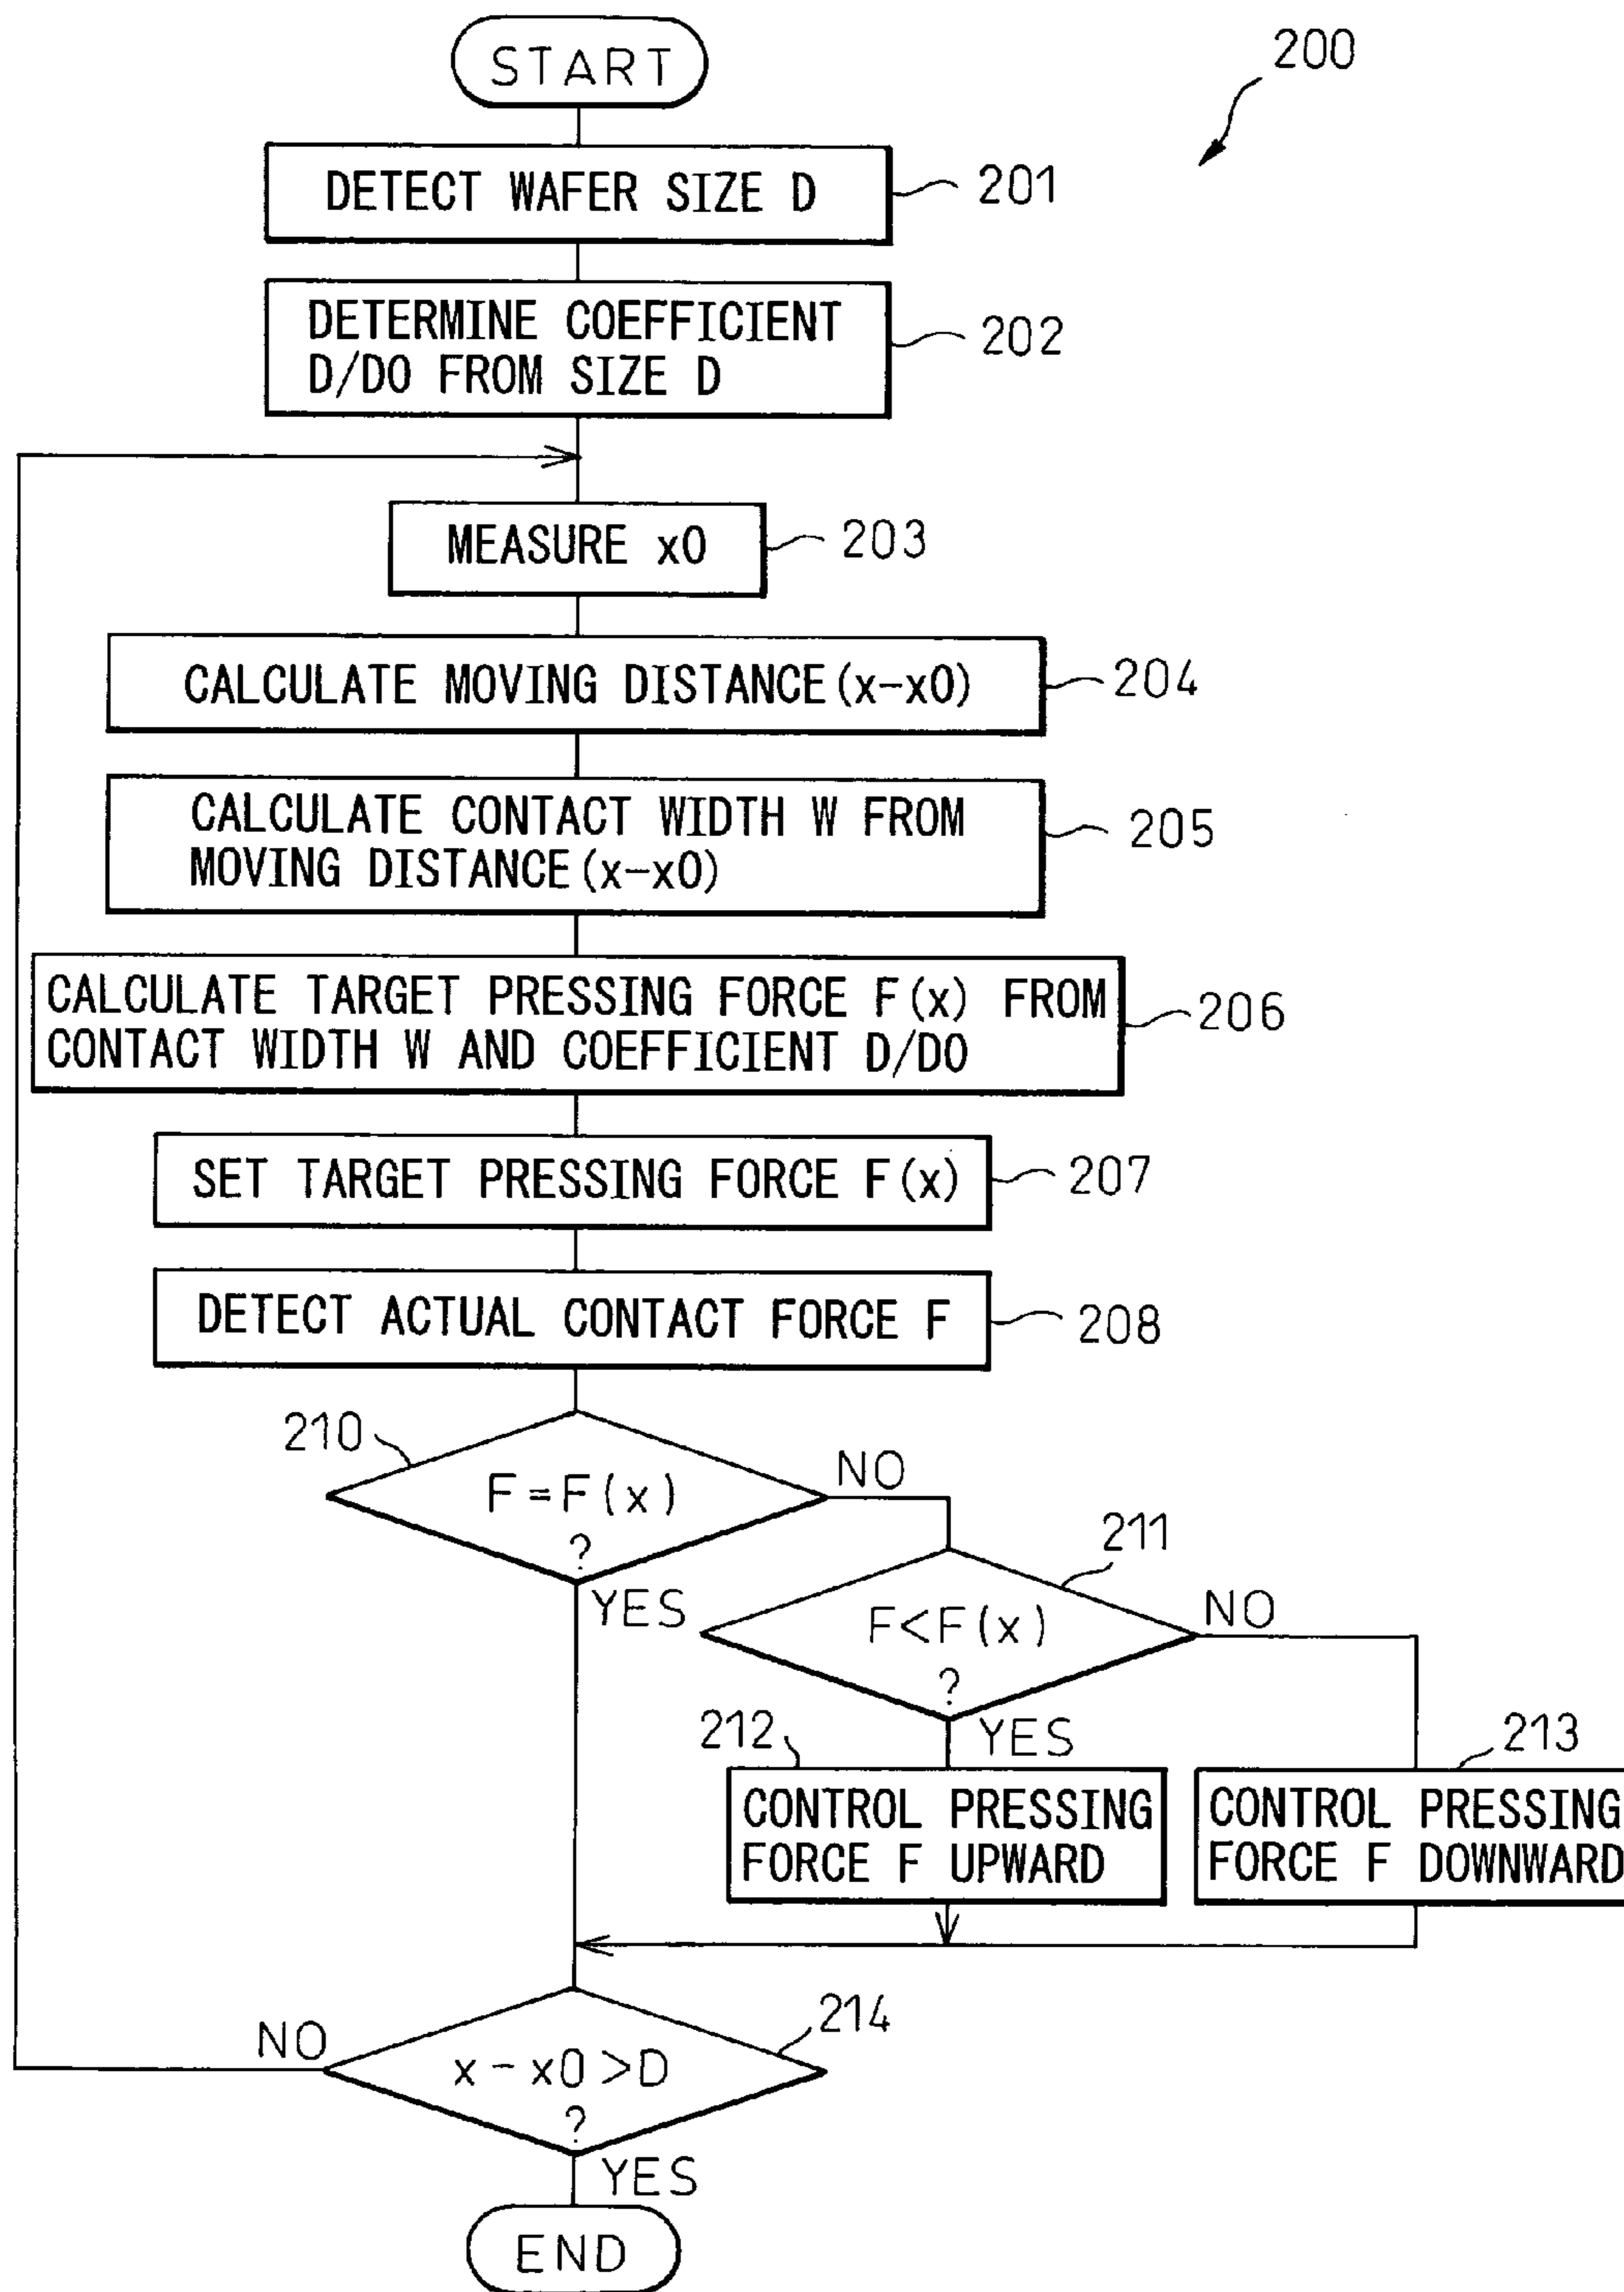 START
200
DETECT WAFER SIZE D
201
DETERMINE COEFFICIENT
D/D0 FROM SIZE D
202
MEASURE x0
203
CALCULATE MOVING DISTANCE(x-x0)
204
CALCULATE CONTACT WIDTH W FROM
MOVING DISTANCE(x-x0)
205
CALCULATE TARGET PRESSING FORCE F(x) FROM
CONTACT WIDTH W AND COEFFICIENT D/D0
206
SET TARGET PRESSING FORCE F(x)
207
DETECT ACTUAL CONTACT FORCE F
208
210
F=F(x)
?
NO
YES
211
F<F(x)
?
NO
YES
212
CONTROL PRESSING
FORCE F UPWARD
213
CONTROL PRESSING
FORCE F DOWNWARD
214
x-x0>D
?
NO
YES
END